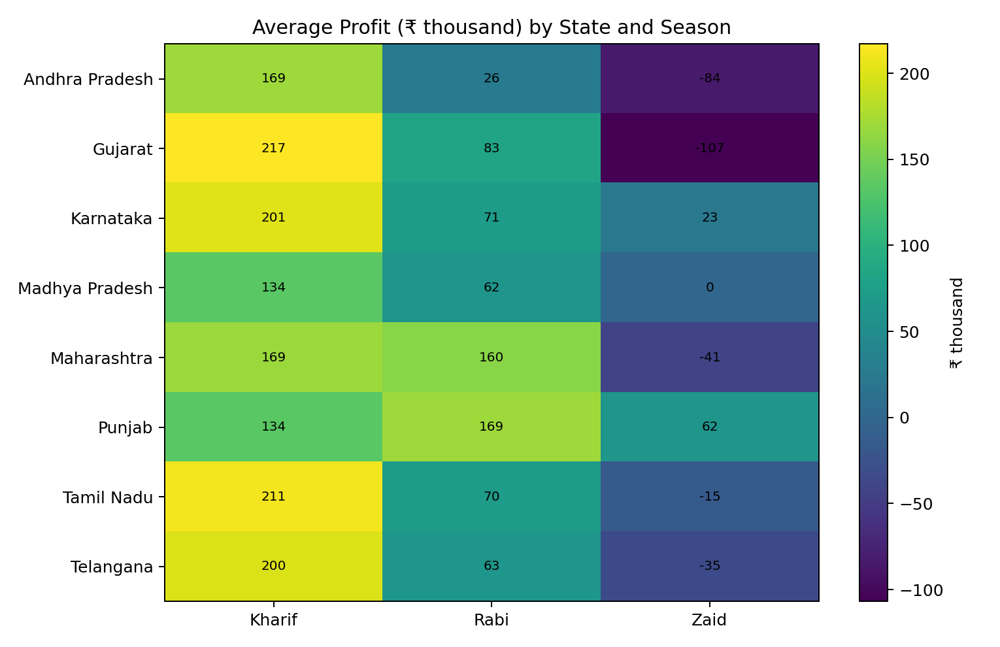 Average Profit (₹ thousand) by State and Season
Andhra Pradesh 169 26 -84
Gujarat 217 83 -107
Karnataka 201 71 23
Madhya Pradesh 134 62 0
Maharashtra 169 160 -41
Punjab 134 169 62
Tamil Nadu 211 70 -15
Telangana 200 63 -35
Kharif Rabi Zaid
200
150
100
50
0
−50
−100
₹ thousand